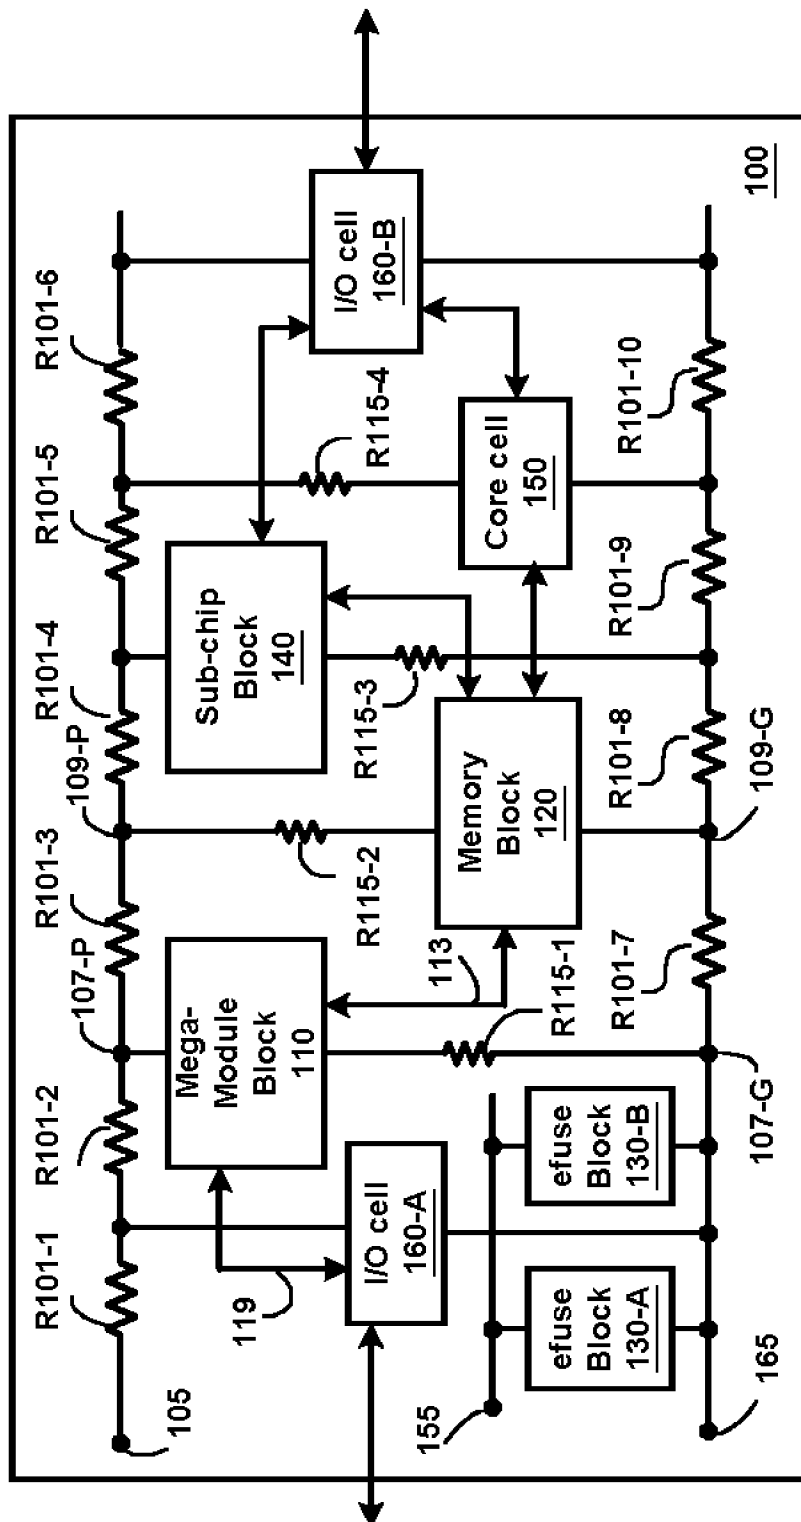 R101-1
R101-2
107-P
R101-3
109-P
R101-4
R101-5
R101-6
105
119
Mega-
Module
Block
110
Sub-chip
Block
140
I/O cell
160-B
R115-4
R115-2
R115-3
I/O cell
160-A
113
Memory
Block
120
Core cell
150
R115-1
155
efuse
Block
130-A
efuse
Block
130-B
165
107-G
R101-7
109-G
R101-8
R101-9
R101-10
100